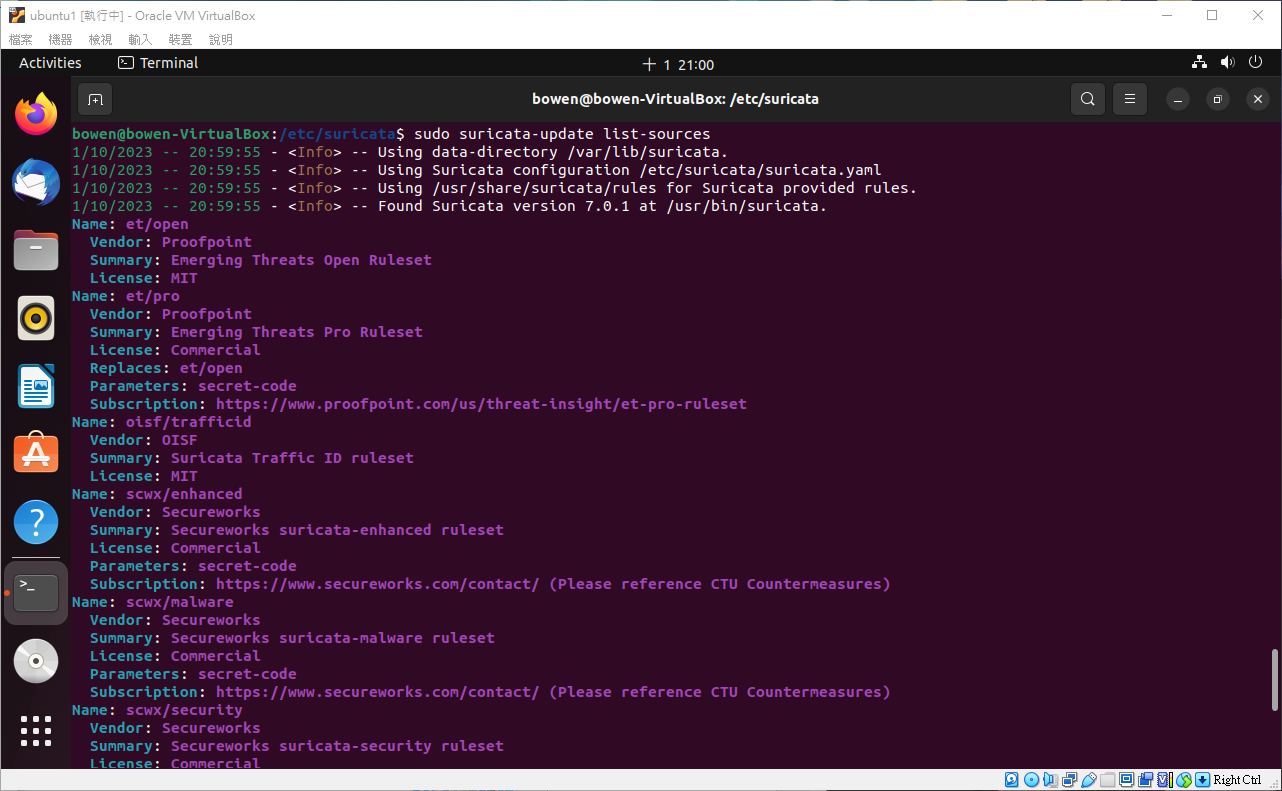 ubuntu1 [執行中] - Oracle VM VirtualBox
檔案 機器 檢視 輸入 裝置 說明
Activities Terminal 十 1 21:00
bowen@bowen-VirtualBox: /etc/suricata
bowen@bowen-VirtualBox:/etc/suricata$ sudo suricata-update list-sources
1/10/2023 -- 20:59:55 - <Info> -- Using data-directory /var/lib/suricata.
1/10/2023 -- 20:59:55 - <Info> -- Using Suricata configuration /etc/suricata/suricata.yaml
1/10/2023 -- 20:59:55 - <Info> -- Using /usr/share/suricata/rules for Suricata provided rules.
1/10/2023 -- 20:59:55 - <Info> -- Found Suricata version 7.0.1 at /usr/bin/suricata.
Name: et/open
Vendor: Proofpoint
Summary: Emerging Threats Open Ruleset
License: MIT
Name: et/pro
Vendor: Proofpoint
Summary: Emerging Threats Pro Ruleset
License: Commercial
Replaces: et/open
Parameters: secret-code
Subscription: https://www.proofpoint.com/us/threat-insight/et-pro-ruleset
Name: oisf/trafficid
Vendor: OISF
Summary: Suricata Traffic ID ruleset
License: MIT
Name: scwx/enhanced
Vendor: Secureworks
Summary: Secureworks suricata-enhanced ruleset
License: Commercial
Parameters: secret-code
Subscription: https://www.secureworks.com/contact/ (Please reference CTU Countermeasures)
Name: scwx/malware
Vendor: Secureworks
Summary: Secureworks suricata-malware ruleset
License: Commercial
Parameters: secret-code
Subscription: https://www.secureworks.com/contact/ (Please reference CTU Countermeasures)
Name: scwx/security
Vendor: Secureworks
Summary: Secureworks suricata-security ruleset
License: Commercial
Right Ctrl